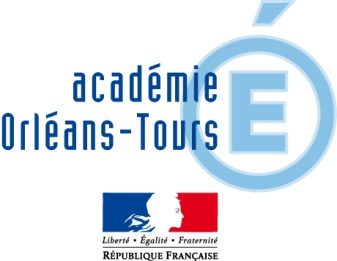 académie
Orléans-Tours
É
Liberté • Égalité • Fraternité
RÉPUBLIQUE FRANÇAISE